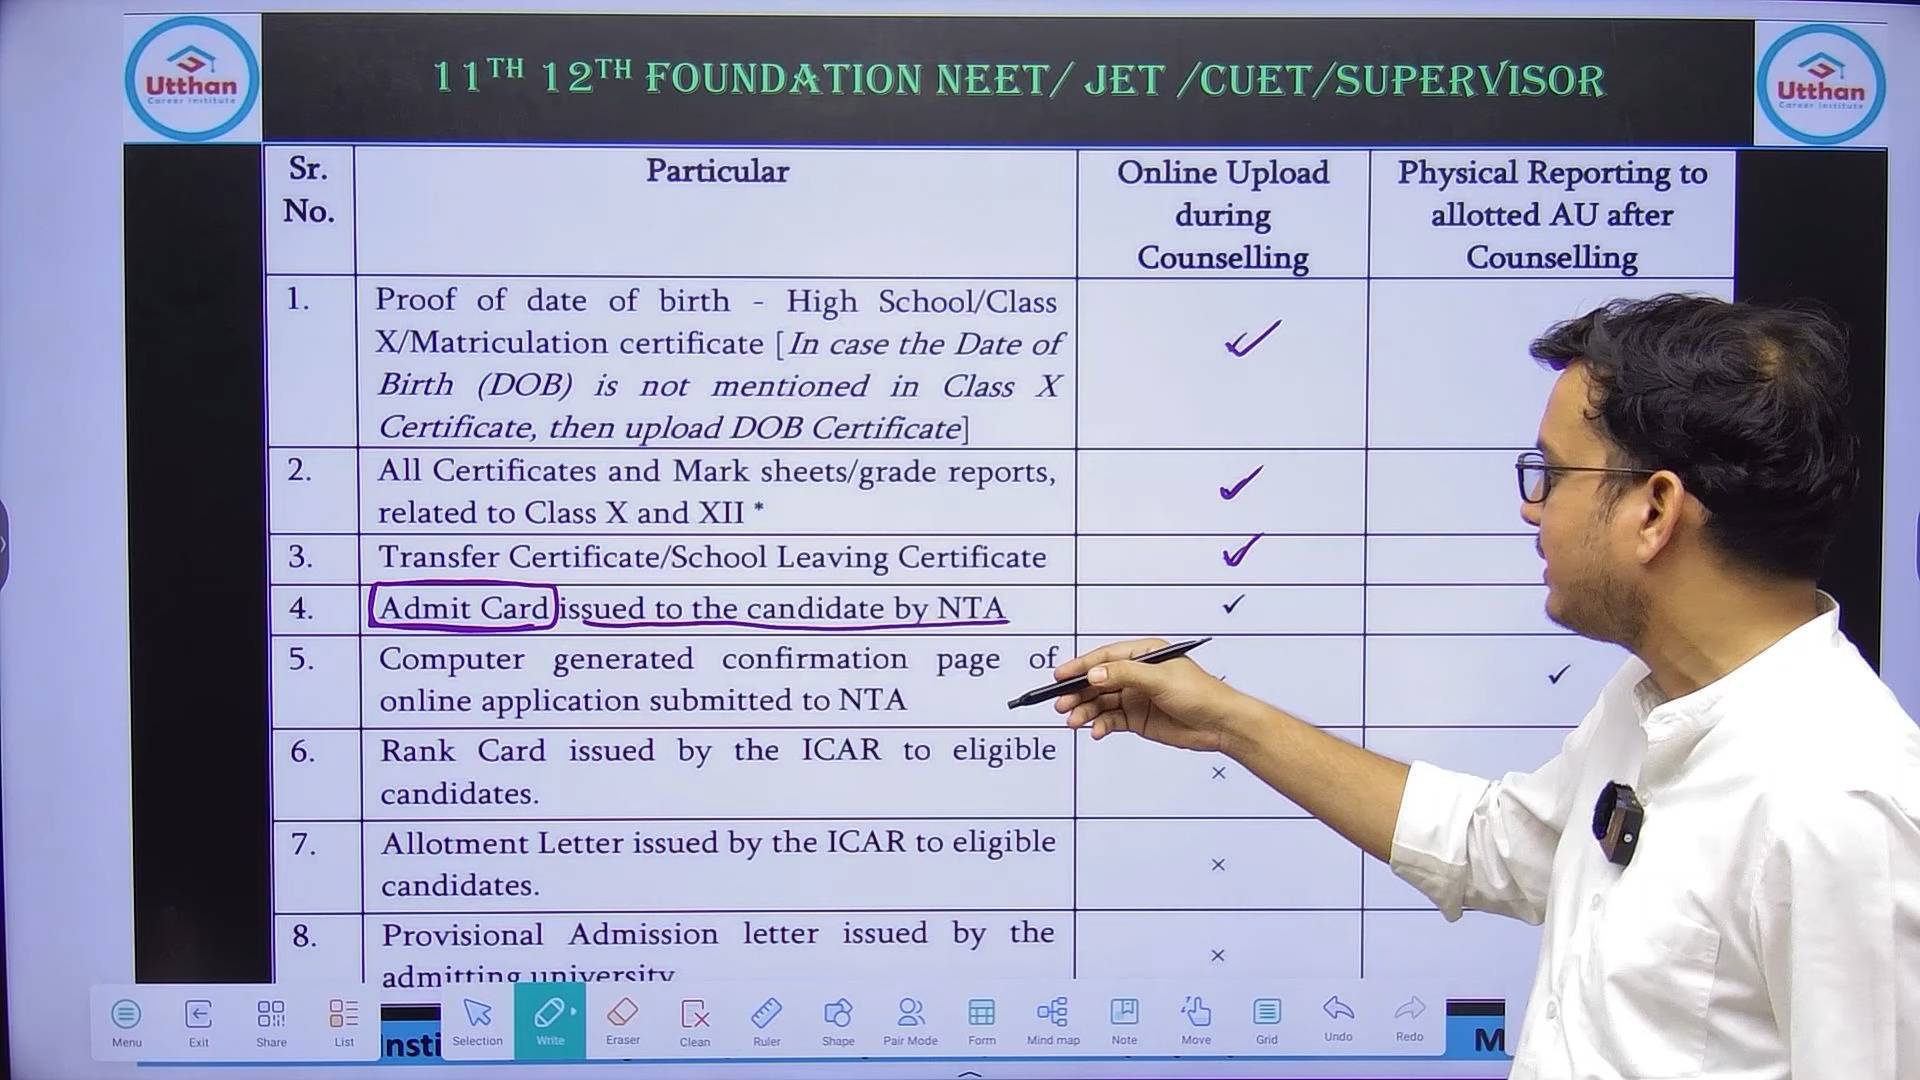 Utthan
Career Institute
11TH 12TH FOUNDATION NEET/ JET /CUET/SUPERVISOR
Utthan
Career Institute
Sr. No.
Particular
Online Upload during Counselling
Physical Reporting to allotted AU after Counselling
1.
Proof of date of birth - High School/Class
X/Matriculation certificate [In case the Date of
Birth (DOB) is not mentioned in Class X
Certificate, then upload DOB Certificate]
✓
2.
All Certificates and Mark sheets/grade reports,
related to Class X and XII *
✓
3.
Transfer Certificate/School Leaving Certificate
✓
4.
Admit Card issued to the candidate by NTA
✓
5.
Computer generated confirmation page of
online application submitted to NTA
✓
6.
Rank Card issued by the ICAR to eligible
candidates.
×
7.
Allotment Letter issued by the ICAR to eligible
candidates.
×
8.
Provisional Admission letter issued by the
admitting university
×
Menu
Exit
Share
List
Insti
Selection
Write
Eraser
Clean
Ruler
Shape
Pair Mode
Form
Mind map
Note
Move
Grid
Undo
Redo
M